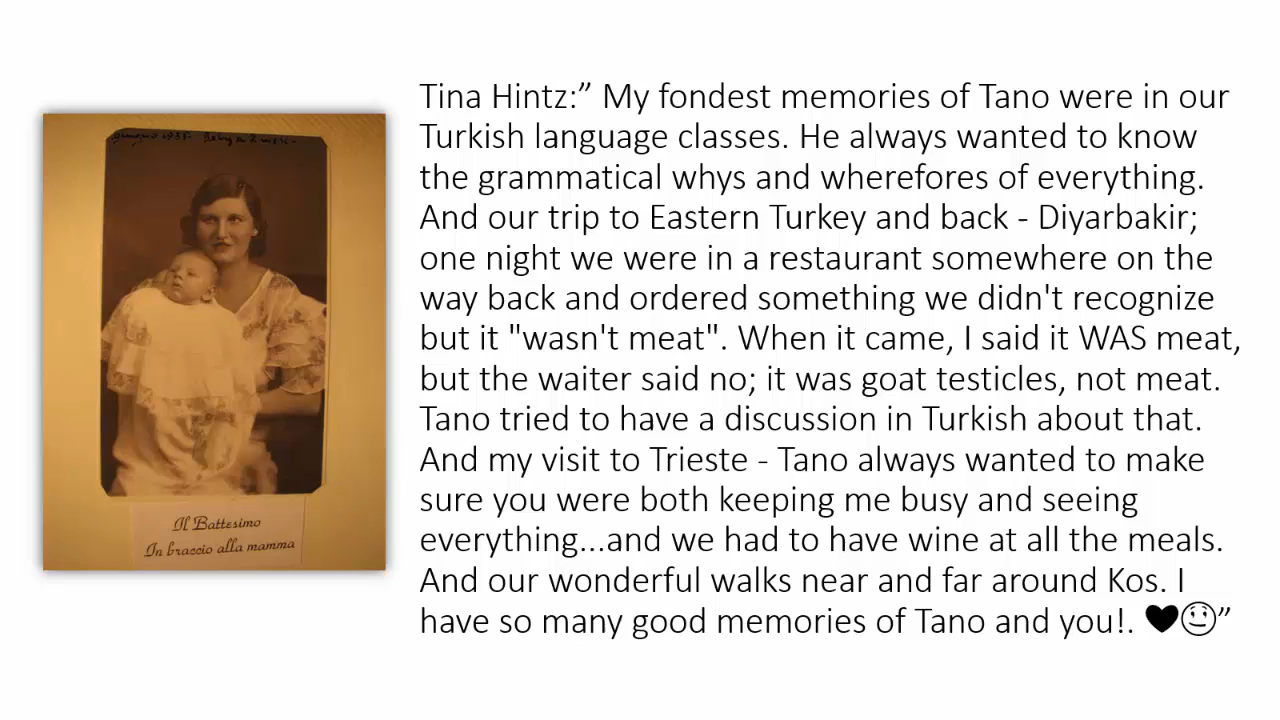 giugno 1935-
Il Battesimo
In braccio alla mamma
Tina Hintz:” My fondest memories of Tano were in our
Turkish language classes. He always wanted to know
the grammatical whys and wherefores of everything.
And our trip to Eastern Turkey and back - Diyarbakir;
one night we were in a restaurant somewhere on the
way back and ordered something we didn't recognize
but it "wasn't meat". When it came, I said it WAS meat,
but the waiter said no; it was goat testicles, not meat.
Tano tried to have a discussion in Turkish about that.
And my visit to Trieste - Tano always wanted to make
sure you were both keeping me busy and seeing
everything...and we had to have wine at all the meals.
And our wonderful walks near and far around Kos. I
have so many good memories of Tano and you!. ♥🙂”